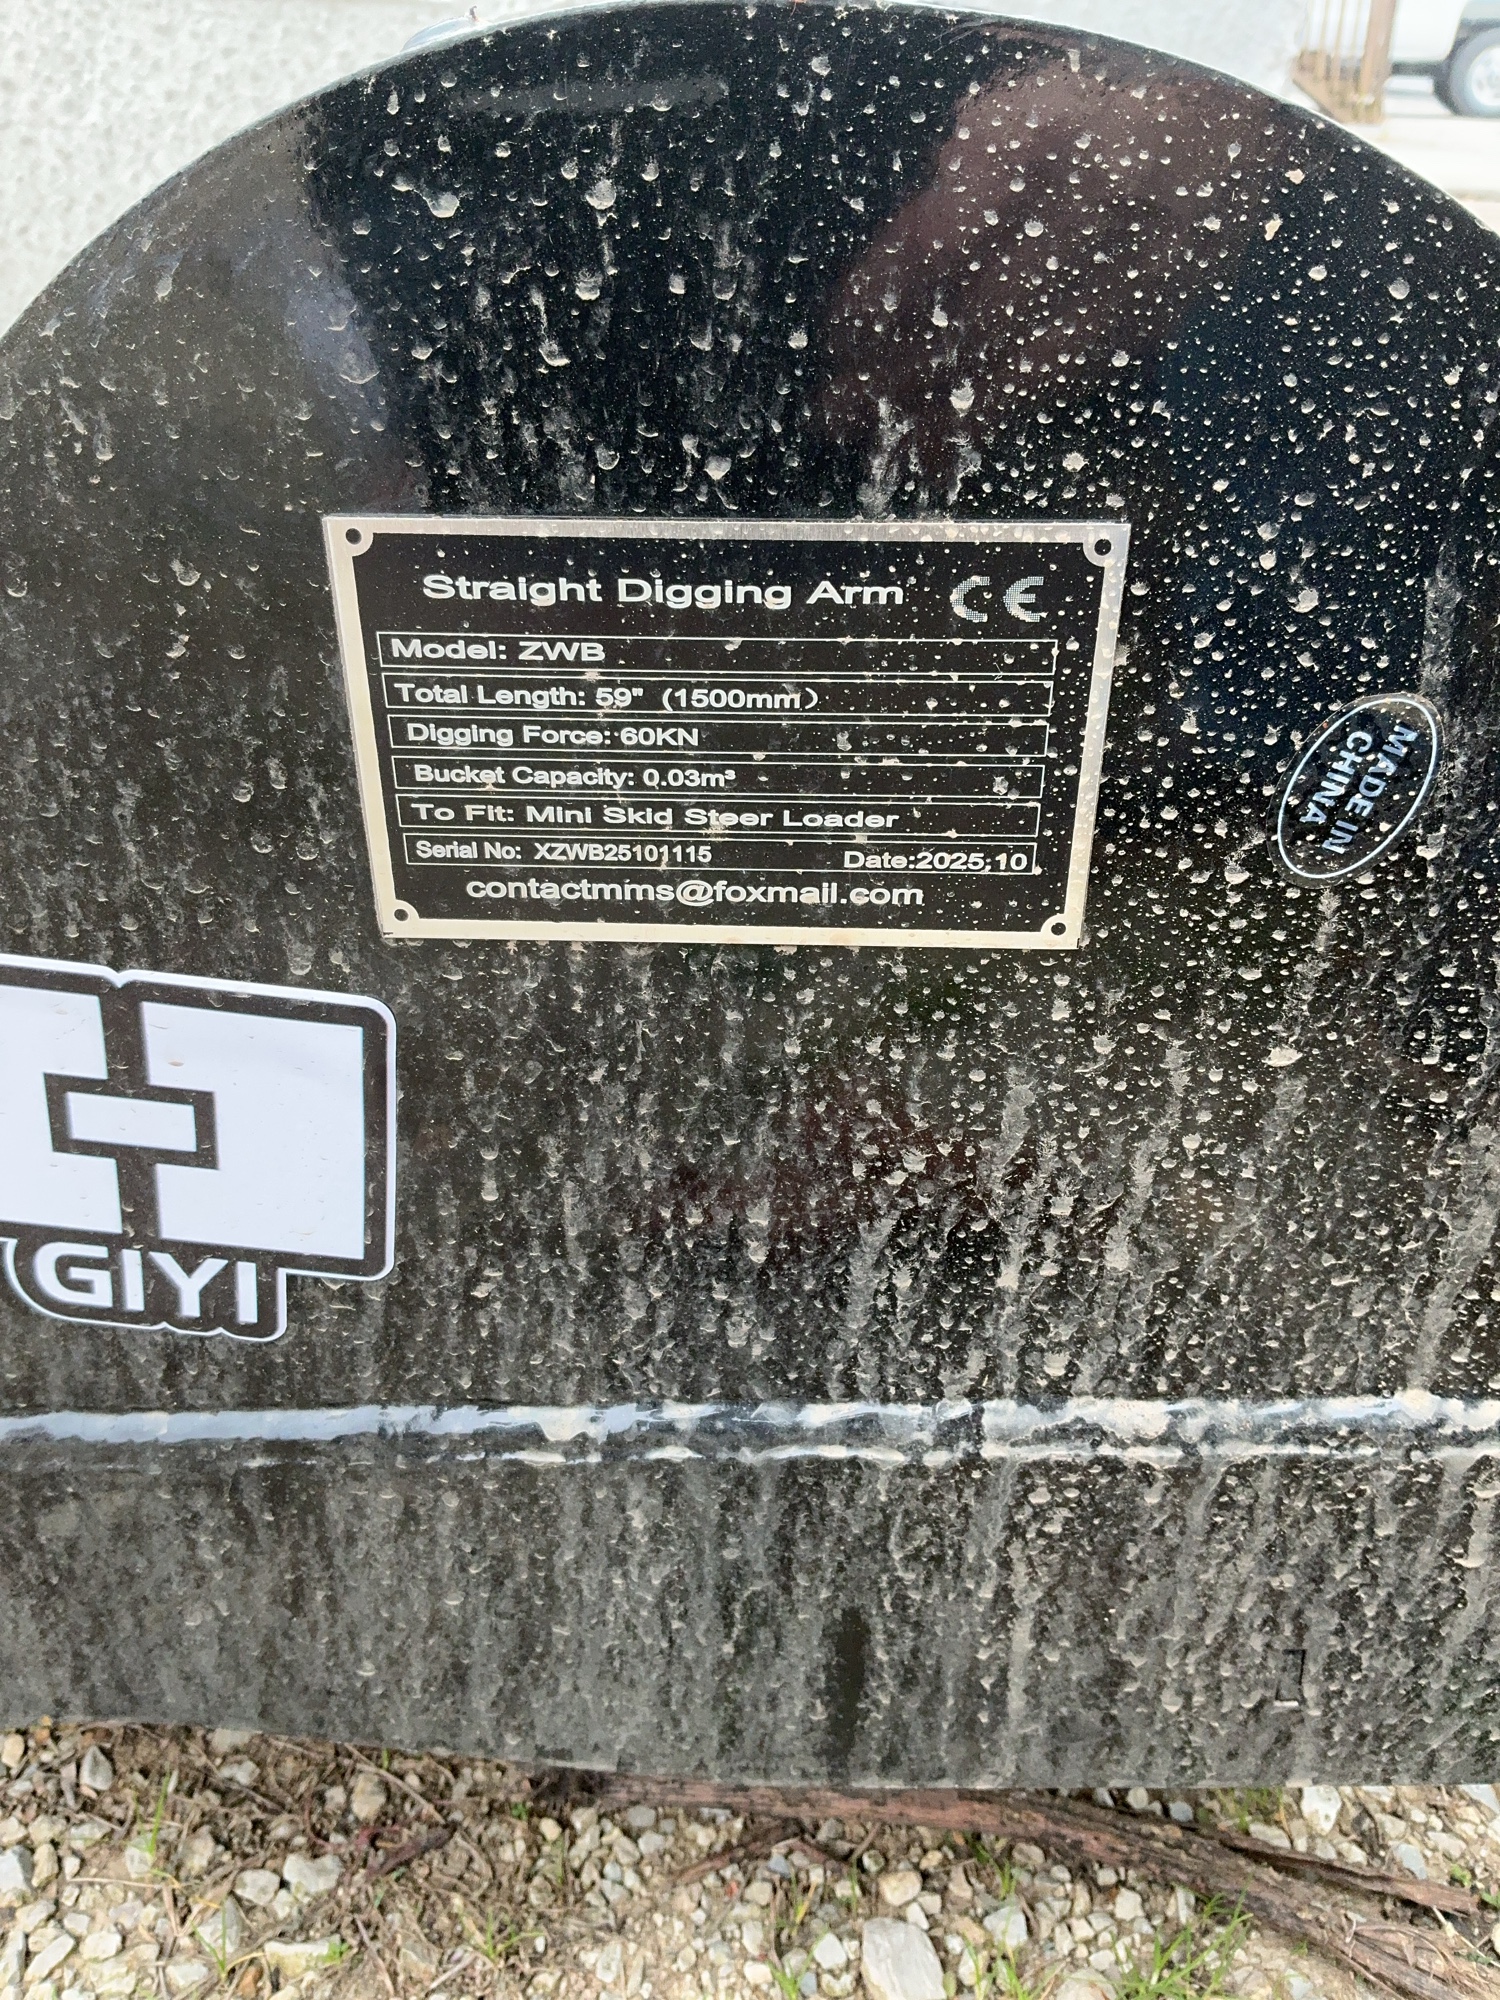 Straight Digging Arm CE
Model: ZWB
Total Length: 59" (1500mm)
Digging Force: 60KN
Bucket Capacity: 0.03m³
To Fit: Mini Skid Steer Loader
Serial No: XZWB25101115 Date:2025.10
contactmms@foxmail.com
MADE IN
CHINA
GIYI